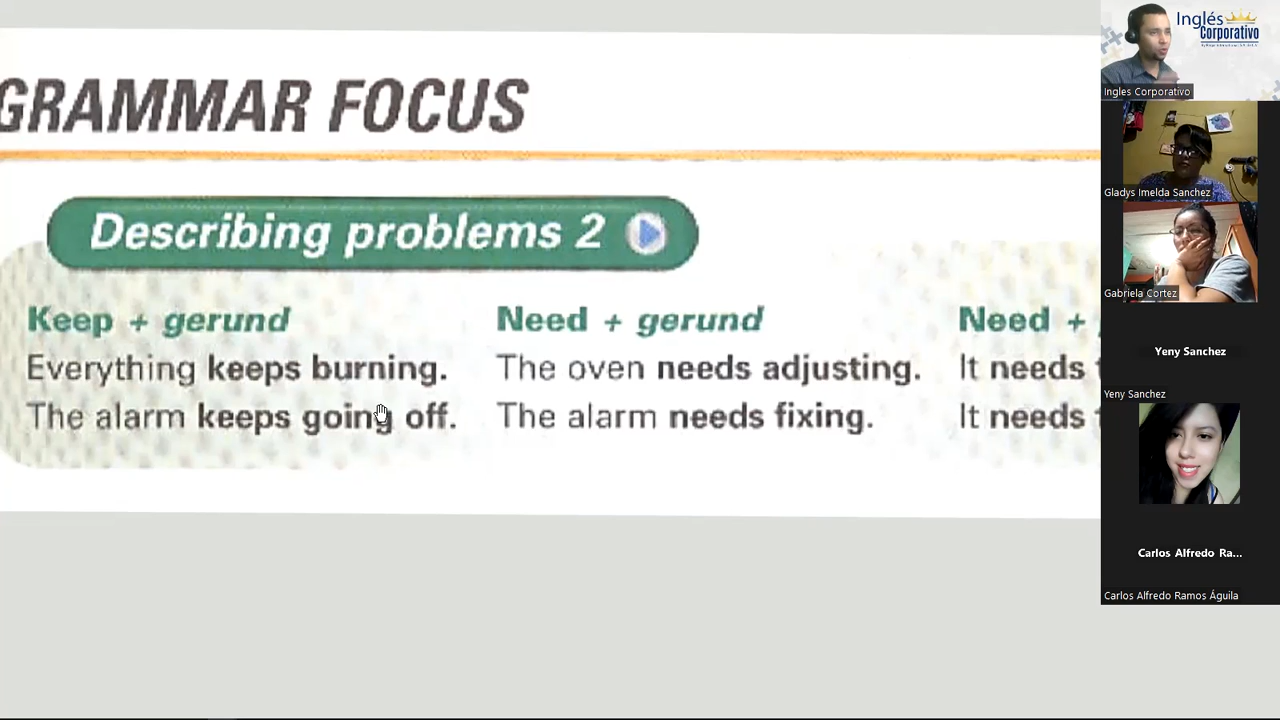 GRAMMAR FOCUS
Describing problems 2
Keep + gerund
Everything keeps burning.
The alarm keeps going off.
Need + gerund
The oven needs adjusting.
The alarm needs fixing.
Need +
It needs
It needs
Inglés
Corporativo
Ingles Corporativo
Gladys Imelda Sanchez
Gabriela Cortez
Yeny Sanchez
Yeny Sanchez
Carlos Alfredo Ra...
Carlos Alfredo Ramos Águila